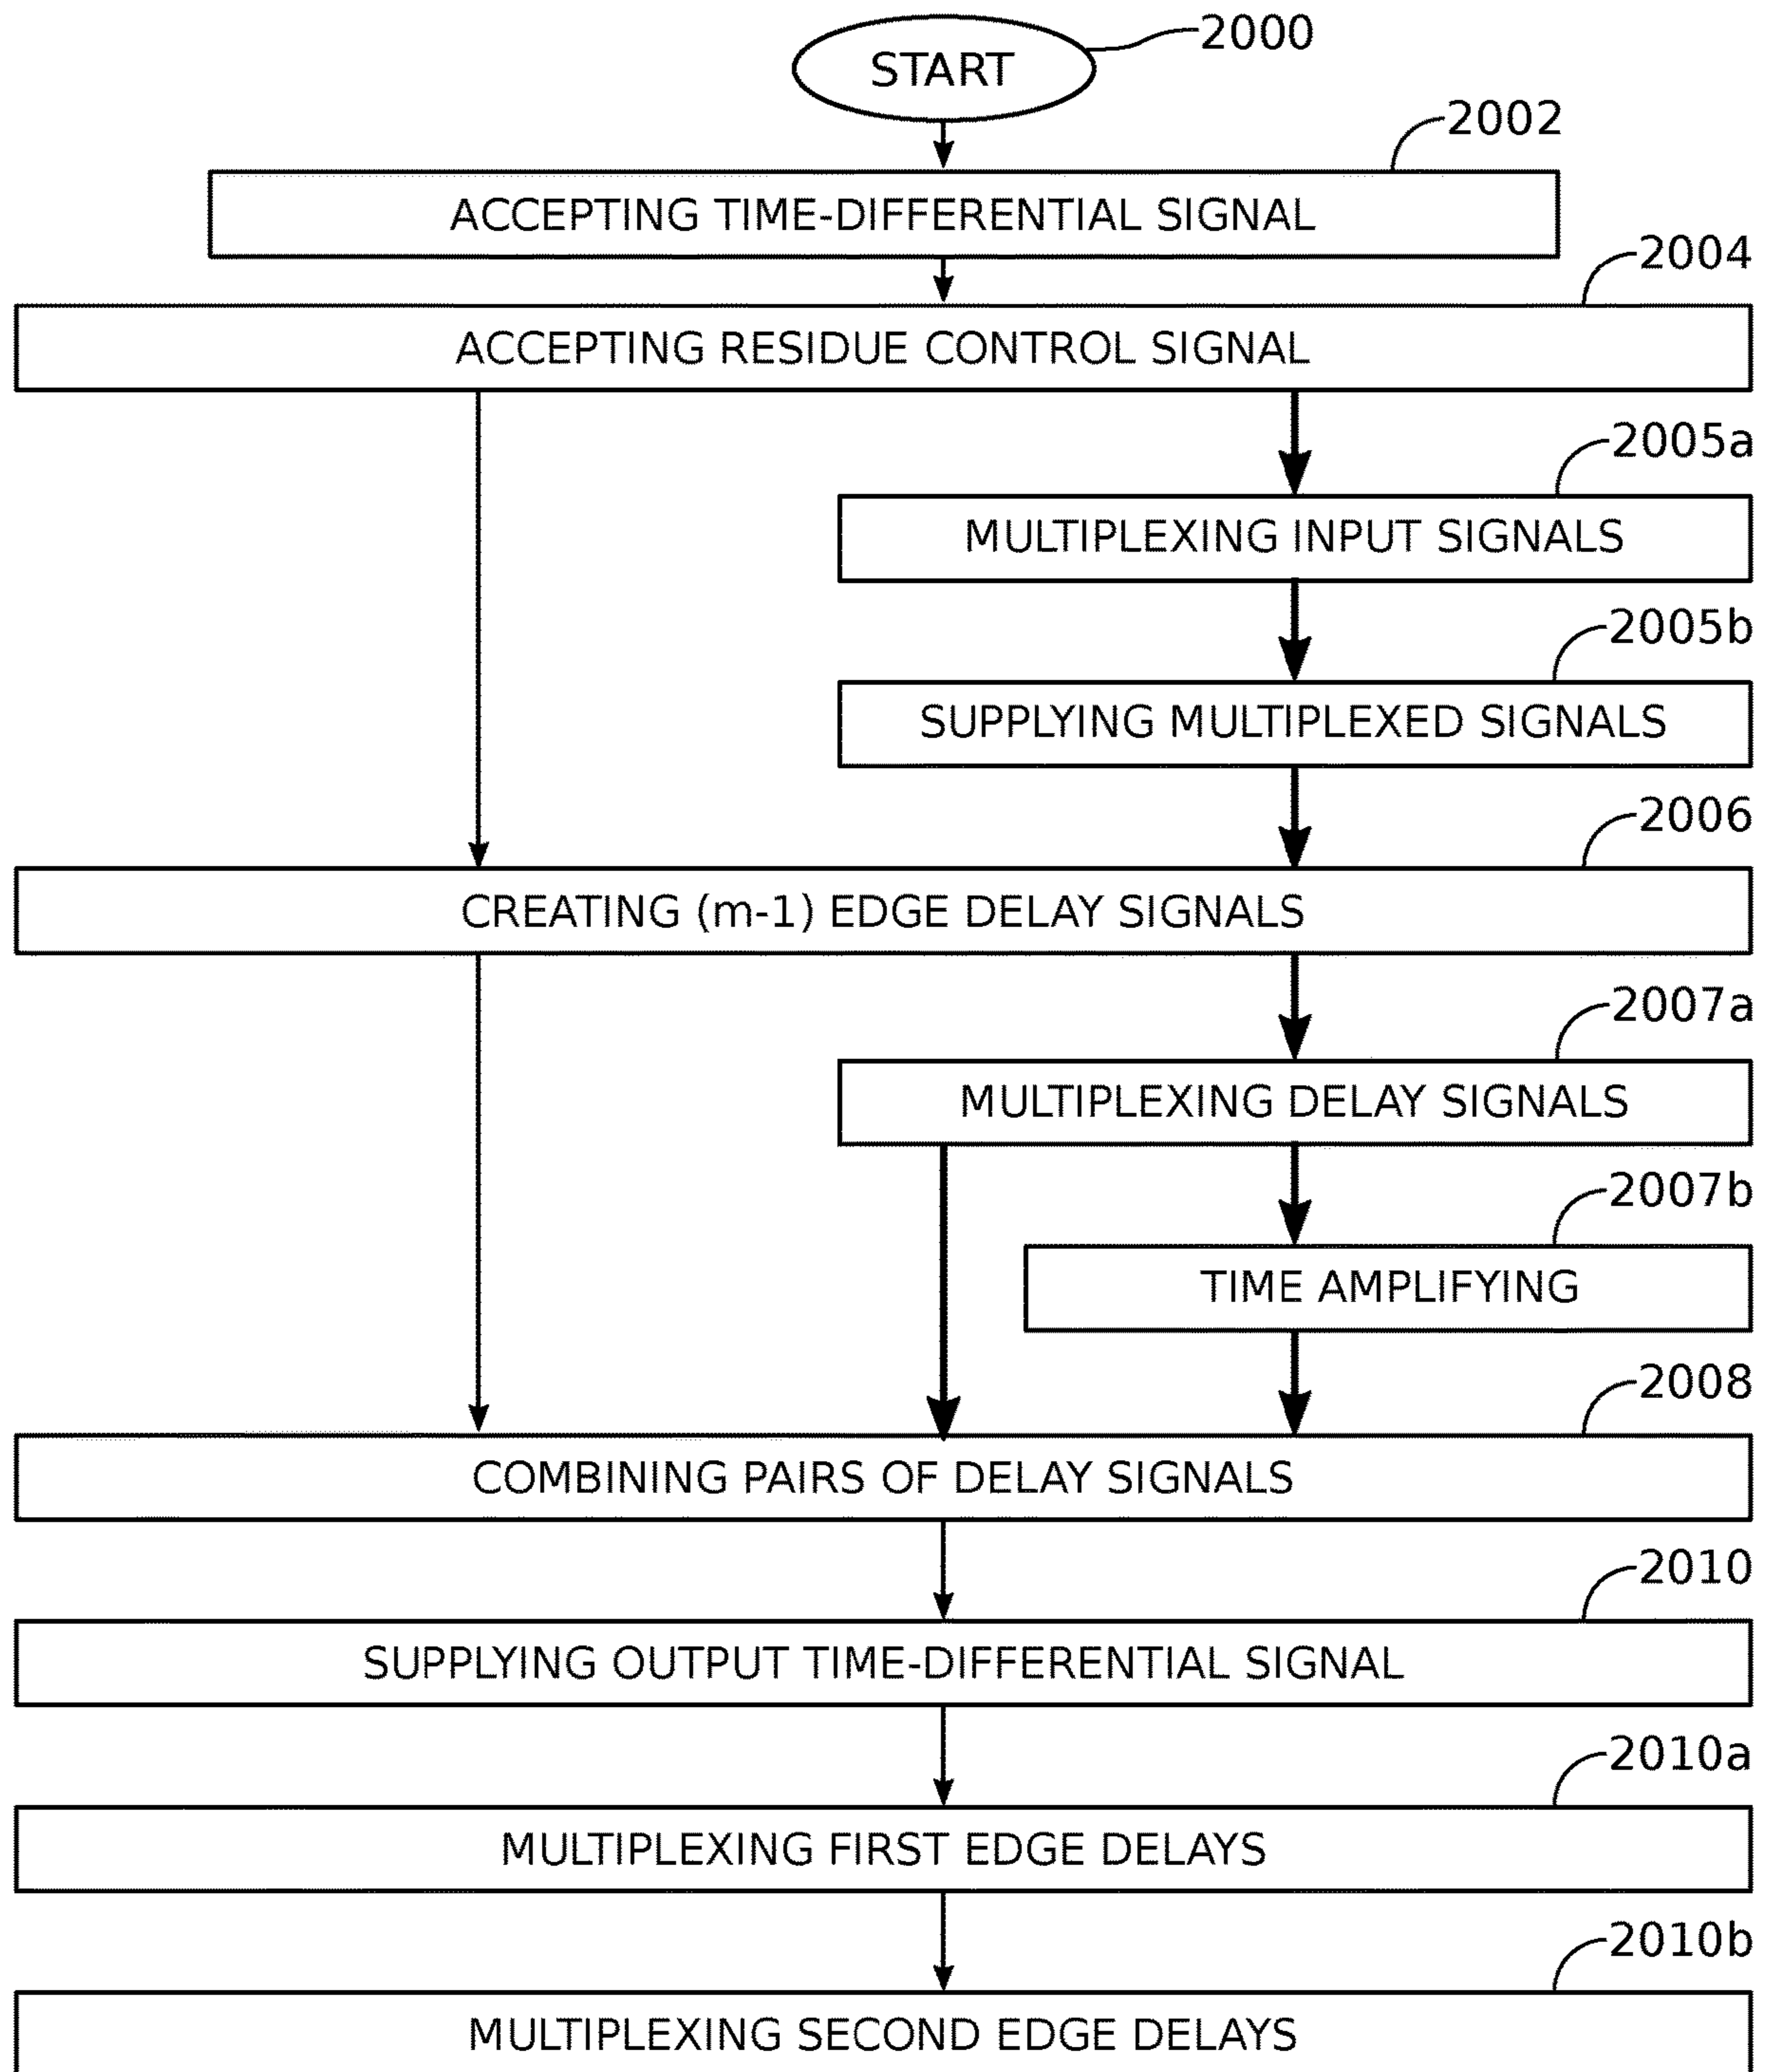 2000
START
2002
ACCEPTING TIME-DIFFERENTIAL SIGNAL
2004
ACCEPTING RESIDUE CONTROL SIGNAL
2005a
MULTIPLEXING INPUT SIGNALS
2005b
SUPPLYING MULTIPLEXED SIGNALS
2006
CREATING (m-1) EDGE DELAY SIGNALS
2007a
MULTIPLEXING DELAY SIGNALS
2007b
TIME AMPLIFYING
2008
COMBINING PAIRS OF DELAY SIGNALS
2010
SUPPLYING OUTPUT TIME-DIFFERENTIAL SIGNAL
2010a
MULTIPLEXING FIRST EDGE DELAYS
2010b
MULTIPLEXING SECOND EDGE DELAYS